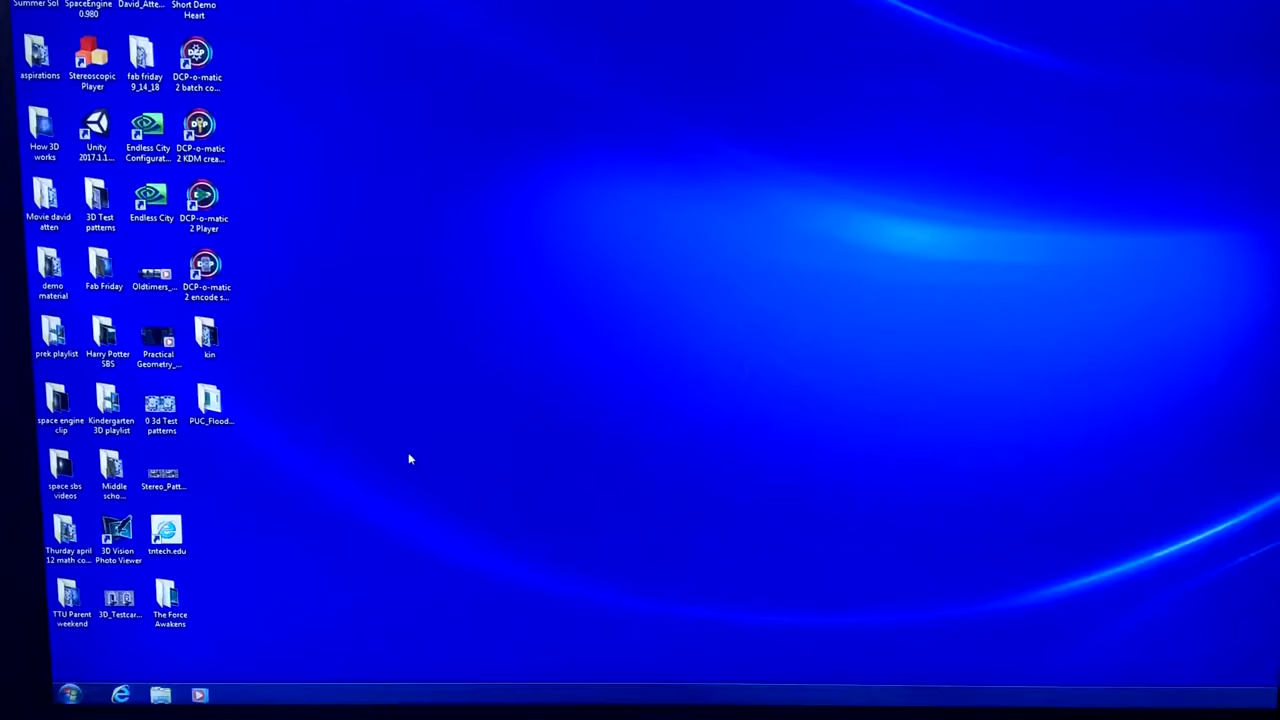 Summer Sol
SpaceEngine
0.980
David_Atte...
Short Demo
Heart
aspirations
Stereoscopic
Player
fab friday
9_14_18
DCP-o-matic
2 batch co...
How 3D
works
Unity
2017.1.1...
Endless City
Configurat...
DCP-o-matic
2 KDM crea...
Movie david
atten
3D Test
patterns
Endless City
DCP-o-matic
2 Player
demo
material
Fab Friday
Oldtimers_...
DCP-o-matic
2 encode s...
prek playlist
Harry Potter
SBS
Practical
Geometry_...
kin
space engine
clip
Kindergarten
3D playlist
0 3d Test
patterns
PUC_Flood...
space sbs
videos
Middle
scho...
Stereo_Patt...
Thurday april
12 math co...
3D Vision
Photo Viewer
tntech.edu
TTU Parent
weekend
3D_Testcar...
The Force
Awakens